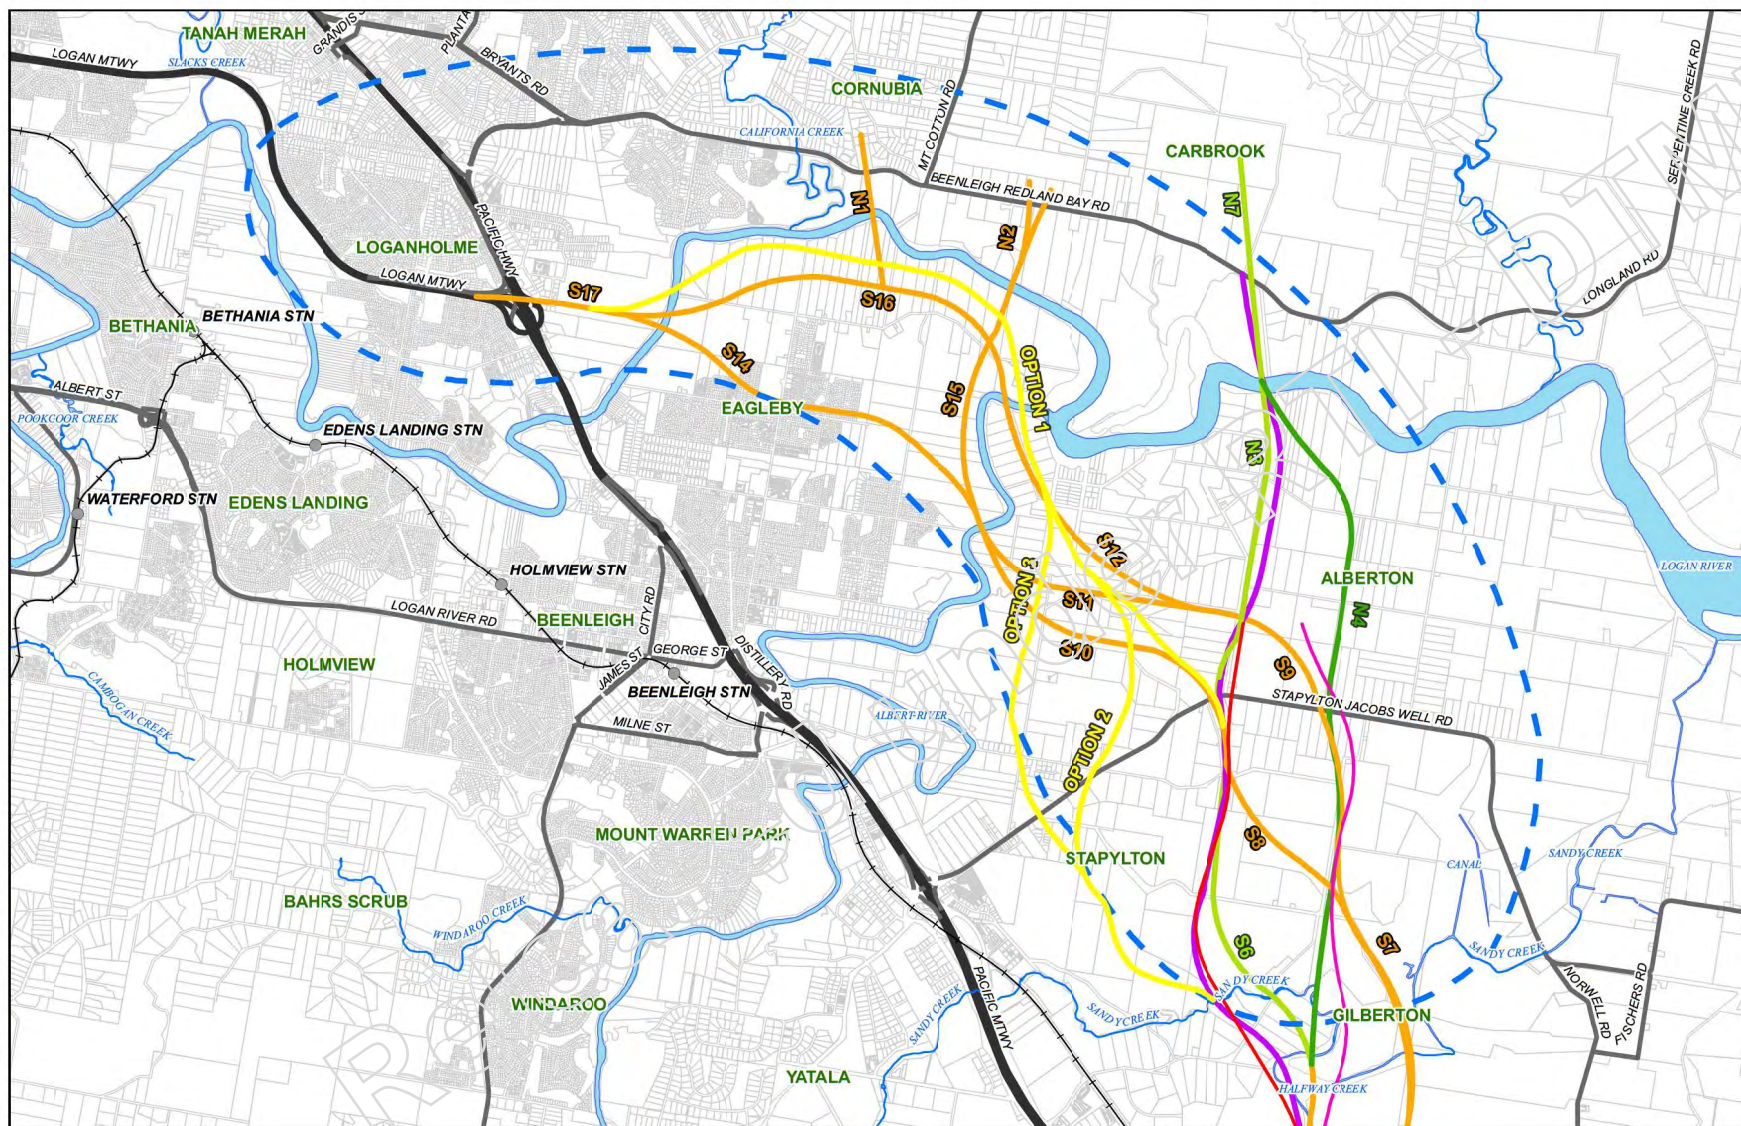 TANAH MERAH
LOGAN MTWY
SLACKS CREEK
BRYANTS RD
CORNUBIA
MT COTTON RD
SERPENTINE CREEK RD
CALIFORNIA CREEK
CARBROOK
BEENLEIGH REDLAND BAY RD
N1
N2
N7
PACIFIC HWY
LOGANHOLME
LOGAN MTWY
S17
S16
LONGLAND RD
BETHANIA STN
BETHANIA
S14
OPTION 1
S15
ALBERT ST
EAGLEBY
POOKCOOR CREEK
EDENS LANDING STN
WATERFORD STN
EDENS LANDING
S12
HOLMVIEW STN
LOGAN RIVER
ALBERTON
OPTION 3
S11
N4
LOGAN RIVER RD
BEENLEIGH
CITY RD
GEORGE ST
DISTILLERY RD
S10
S9
HOLMVIEW
JAMES ST
BEENLEIGH STN
CAMBOGAN CREEK
STAPYLTON JACOBS WELL RD
MILNE ST
ALBERT RIVER
OPTION 2
MOUNT WARREN PARK
S8
STAPYLTON
CANAL
SANDY CREEK
BAHRS SCRUB
WINDAROO CREEK
S6
S7
SANDY CREEK
SANDY CREEK
NORWELL RD
FISCHERS RD
WINDAROO
PACIFIC MTWY
SANDY CREEK
SANDYCREEK
GILBERTON
YATALA
HALFWAY CREEK